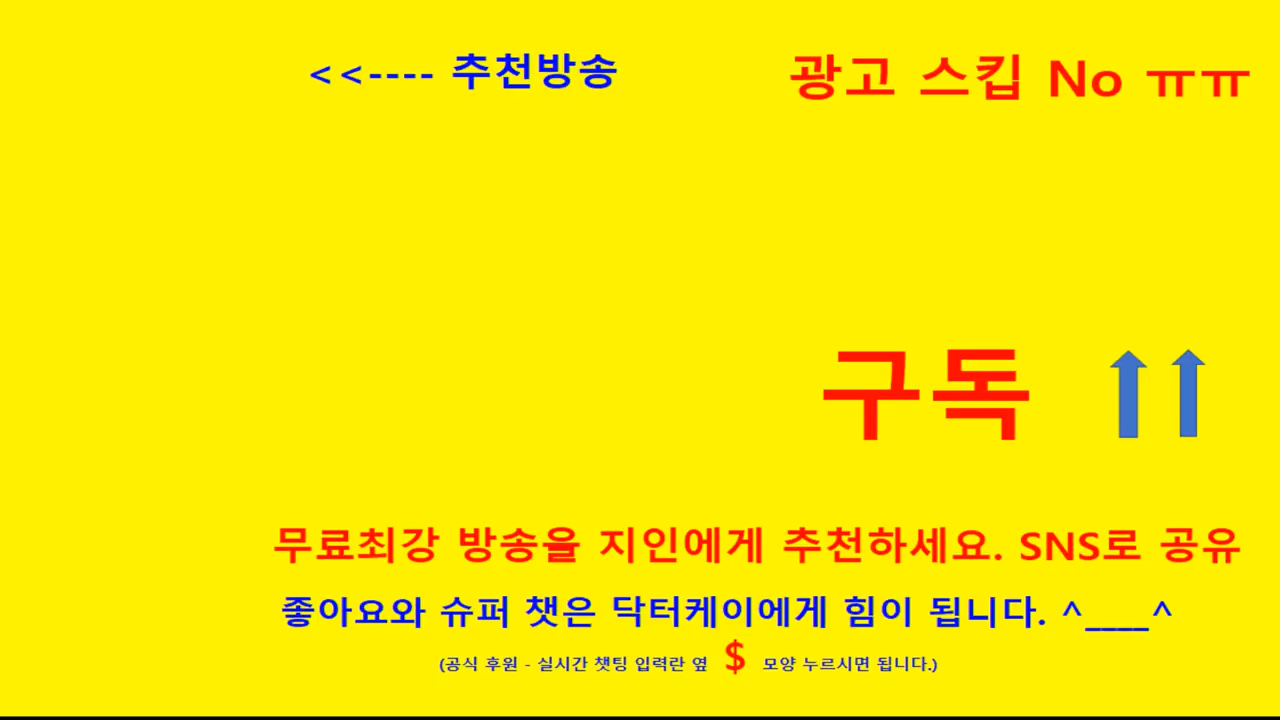 <<---- 추천방송
광고 스킵 No ㅠㅠ
구독
무료최강 방송을 지인에게 추천하세요. SNS로 공유
좋아요와 슈퍼 챗은 닥터케이에게 힘이 됩니다. ^____^
(공식 후원 - 실시간 챗팅 입력란 옆 $ 모양 누르시면 됩니다.)